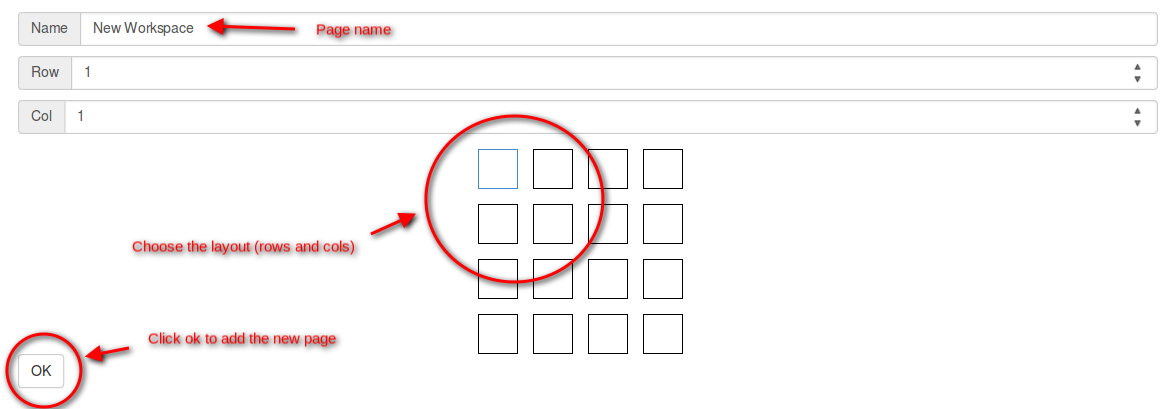 Name New Workspace Page name
Row 1
Col 1
Choose the layout (rows and cols)
Click ok to add the new page
OK